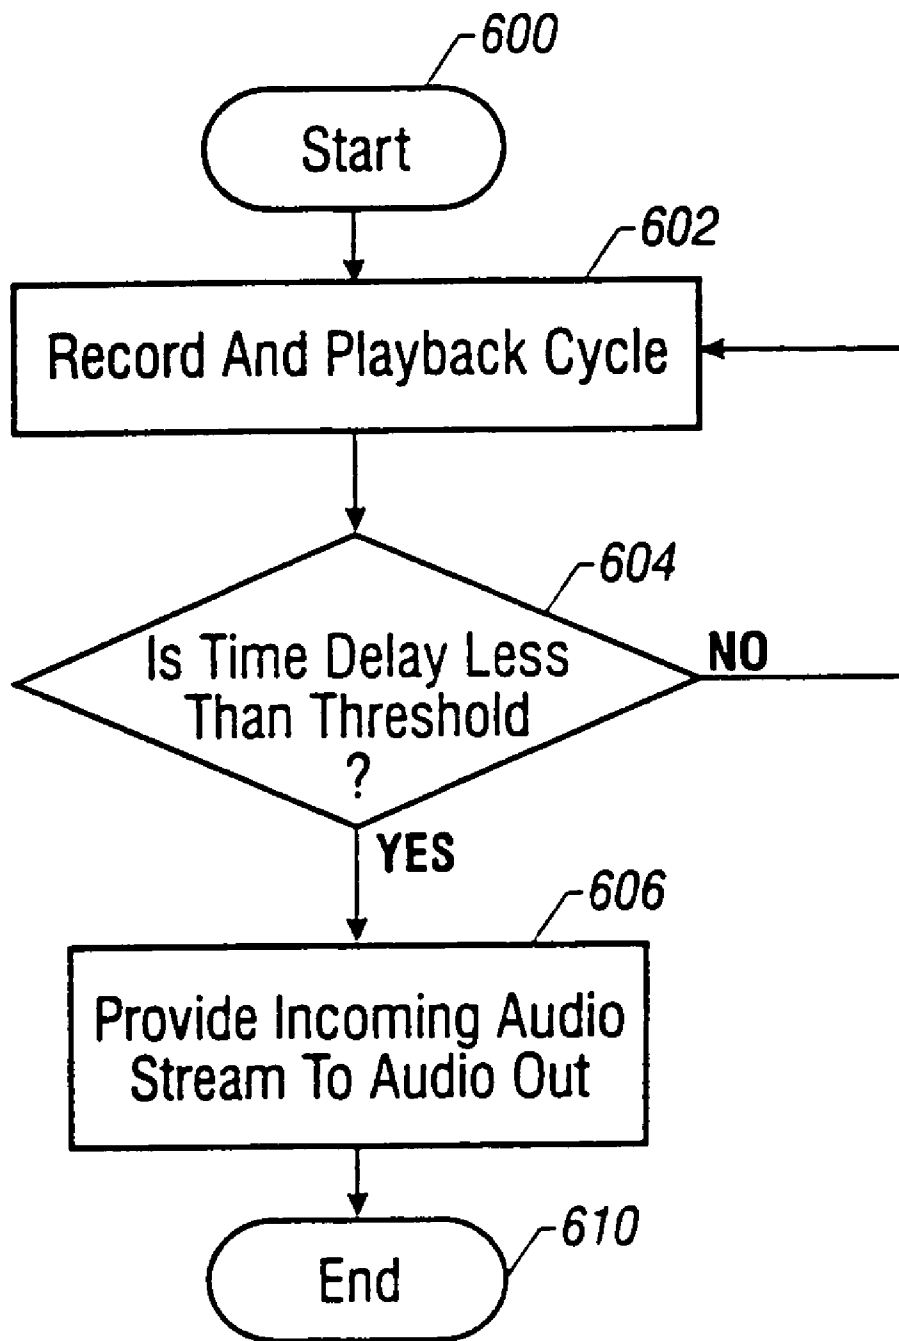 600
Start
602
Record And Playback Cycle
604
Is Time Delay Less
Than Threshold
?
NO
YES
606
Provide Incoming Audio
Stream To Audio Out
610
End